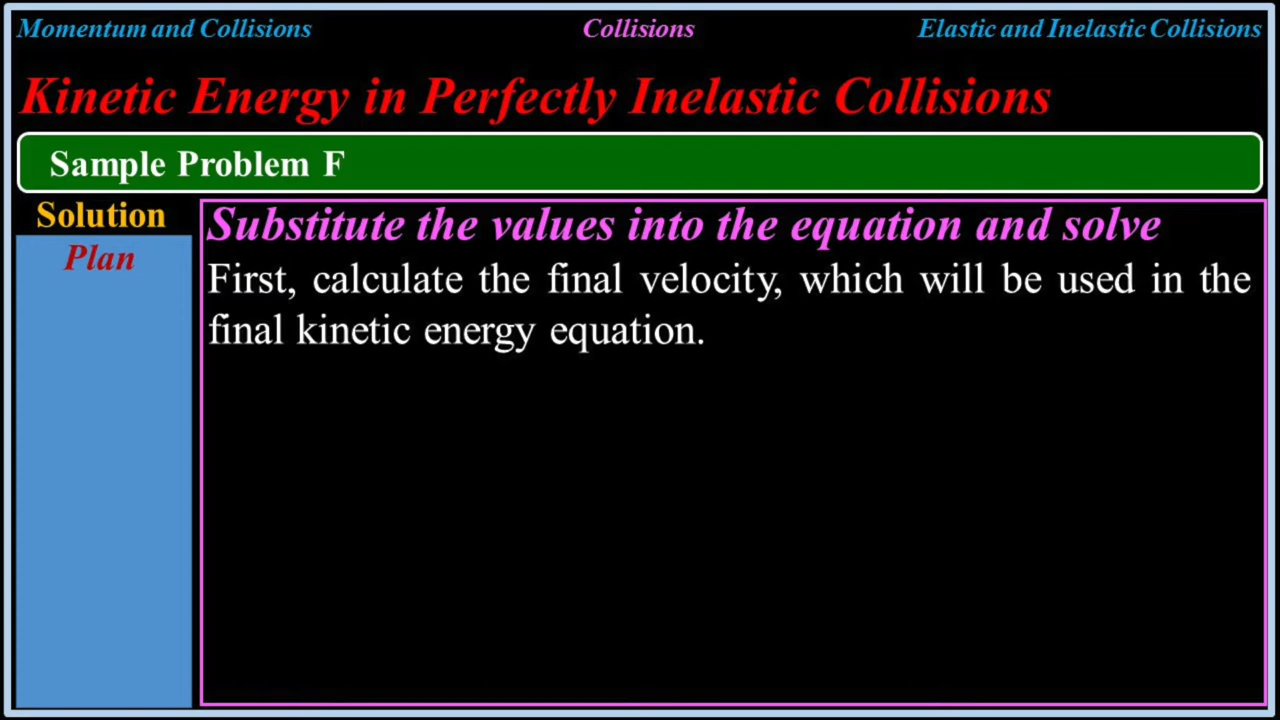 Momentum and Collisions
Collisions
Elastic and Inelastic Collisions
Kinetic Energy in Perfectly Inelastic Collisions
Sample Problem F
Solution
Plan
Substitute the values into the equation and solve
First, calculate the final velocity, which will be used in the
final kinetic energy equation.